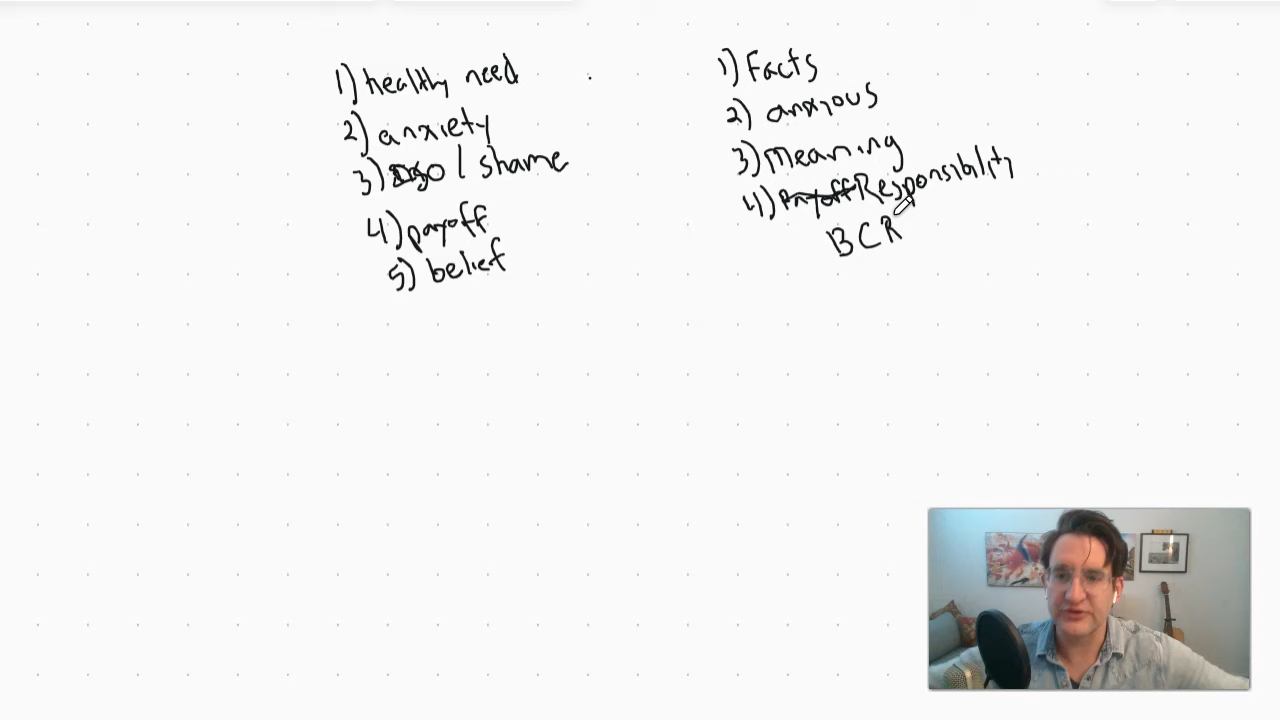 1) healthy need
2) anxiety
3) / shame
4) payoff
5) belief
1) Facts
2) anxious
3) Meaning
4) Payoff Responsibility
BCR